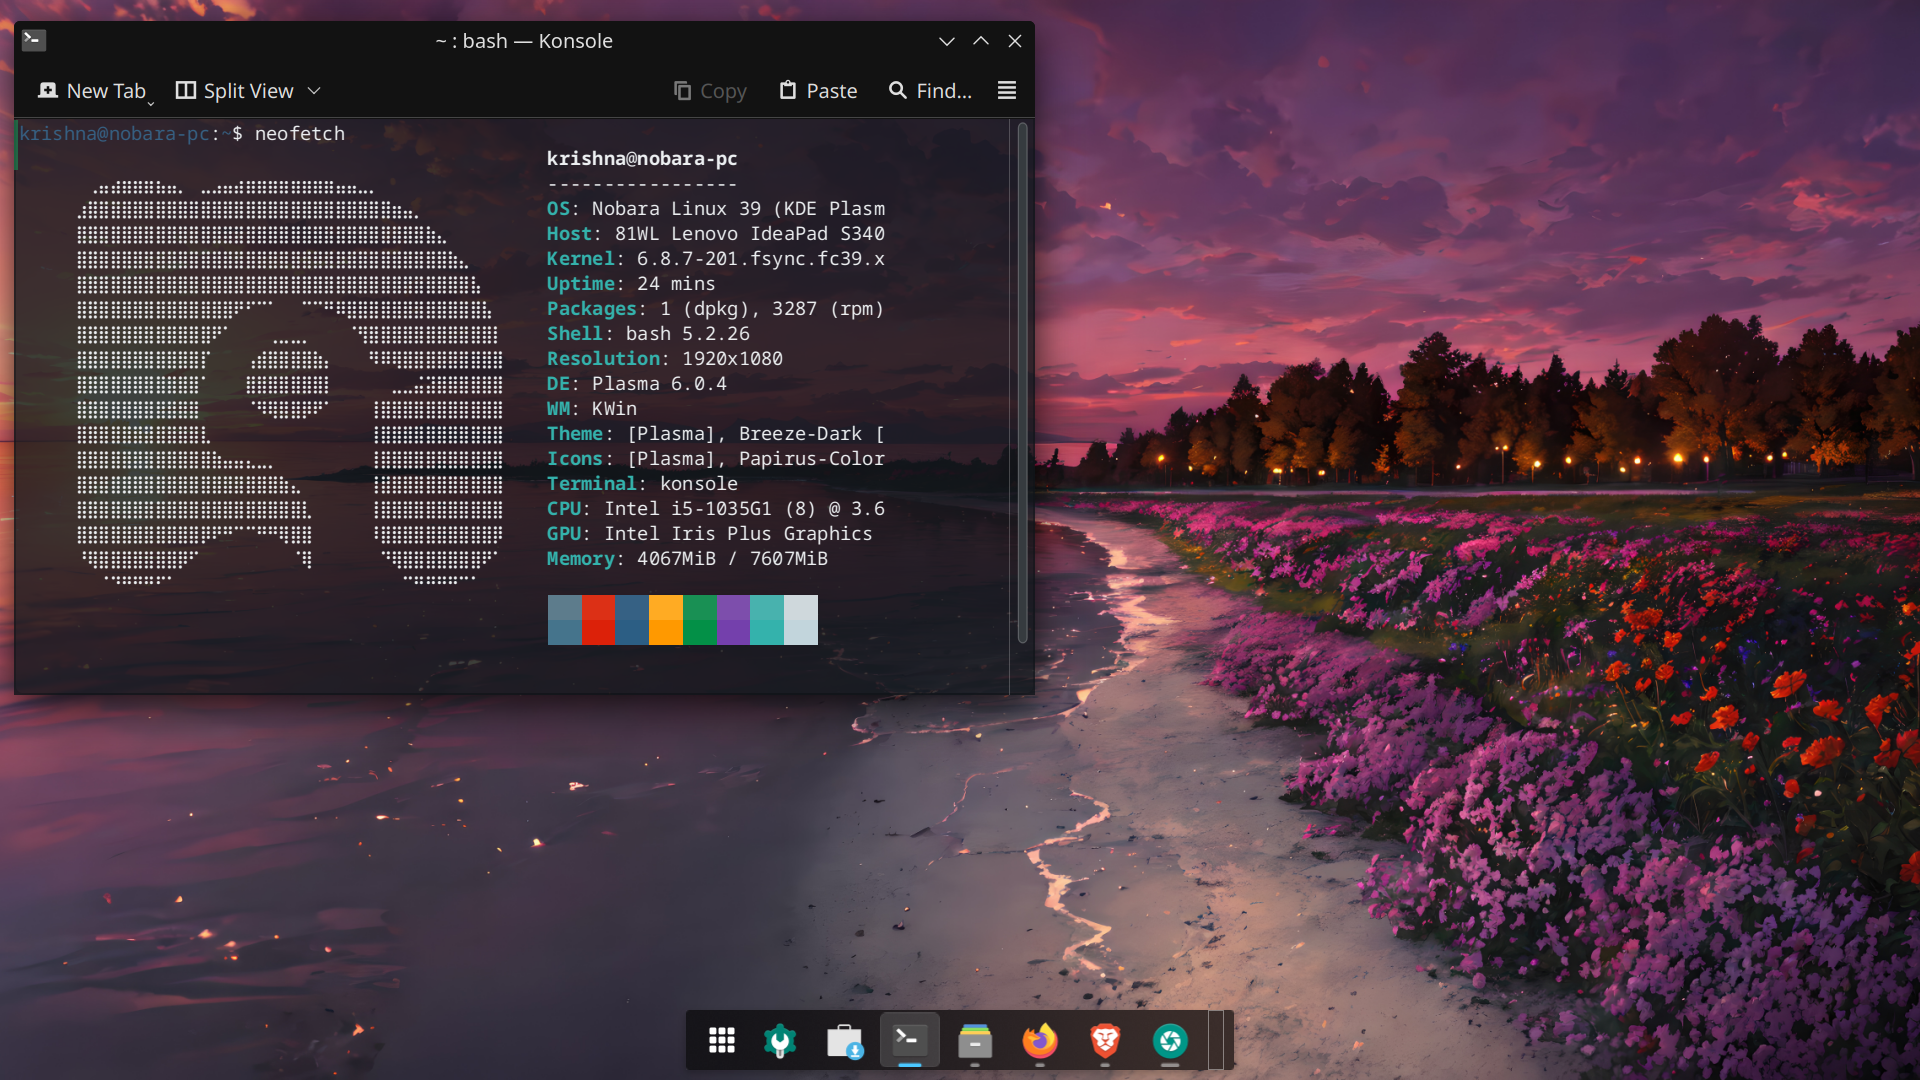 ~ : bash — Konsole
New Tab Split View Copy Paste Find...
krishna@nobara-pc:~$ neofetch
krishna@nobara-pc
-----------------
OS: Nobara Linux 39 (KDE Plasm
Host: 81WL Lenovo IdeaPad S340
Kernel: 6.8.7-201.fsync.fc39.x
Uptime: 24 mins
Packages: 1 (dpkg), 3287 (rpm)
Shell: bash 5.2.26
Resolution: 1920x1080
DE: Plasma 6.0.4
WM: KWin
Theme: [Plasma], Breeze-Dark [
Icons: [Plasma], Papirus-Color
Terminal: konsole
CPU: Intel i5-1035G1 (8) @ 3.6
GPU: Intel Iris Plus Graphics
Memory: 4067MiB / 7607MiB